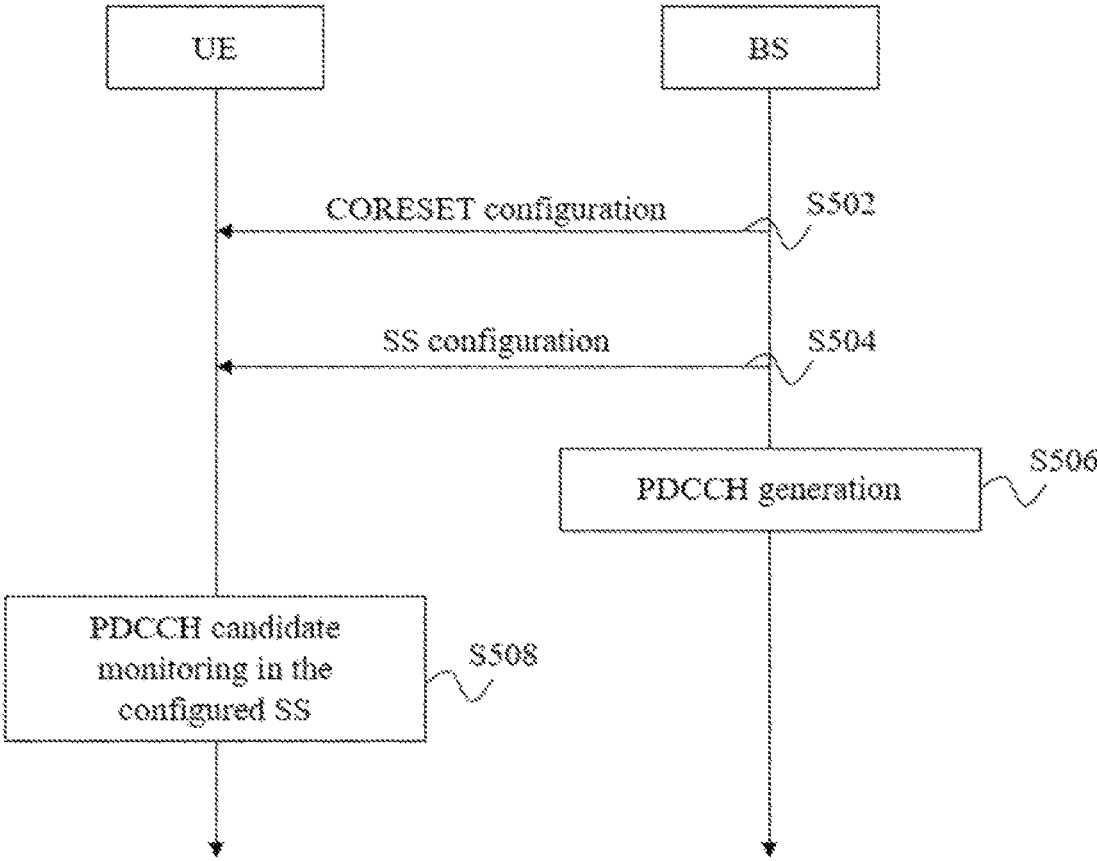 UE
BS
CORESET configuration
S502
SS configuration
S504
PDCCH generation
S506
PDCCH candidate
monitoring in the
configured SS
S508